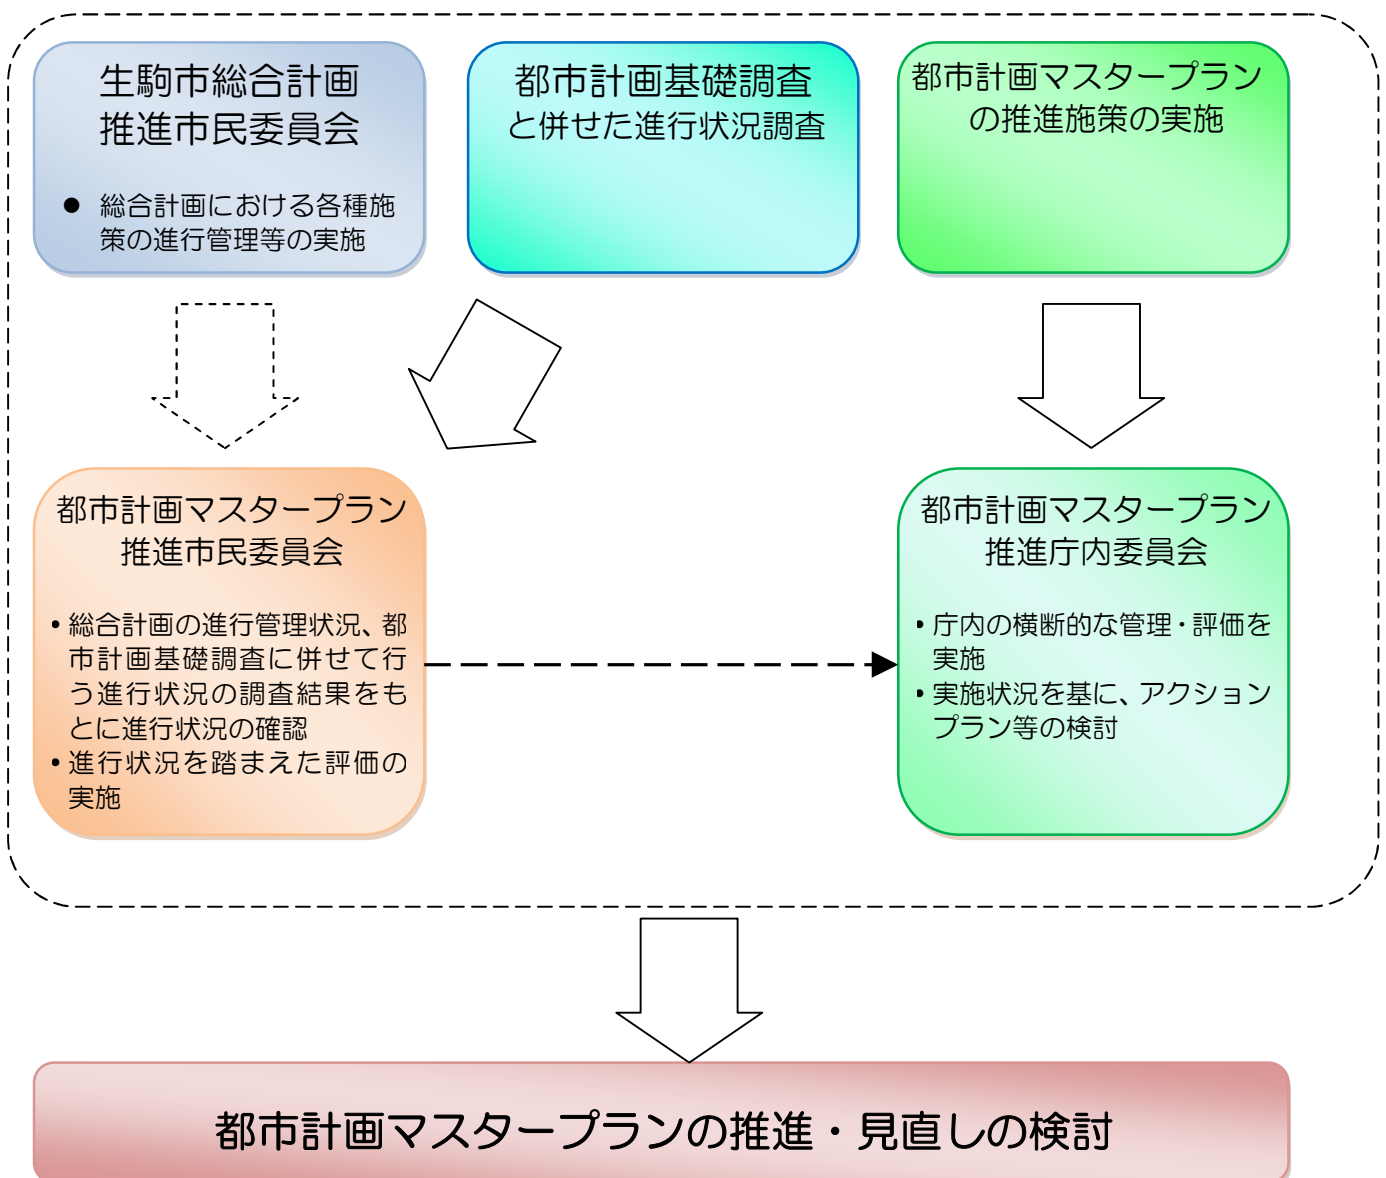 生駒市総合計画
推進市民委員会
● 総合計画における各種施
策の進行管理等の実施
都市計画基礎調査
と併せた進行状況調査
都市計画マスタープラン
の推進施策の実施
都市計画マスタープラン
推進市民委員会
・総合計画の進行管理状況、都
市計画基礎調査に併せて行
う進行状況の調査結果をも
とに進行状況の確認
・進行状況を踏まえた評価の
実施
都市計画マスタープラン
推進庁内委員会
・庁内の横断的な管理・評価を
実施
・実施状況を基に、アクション
プラン等の検討
都市計画マスタープランの推進・見直しの検討